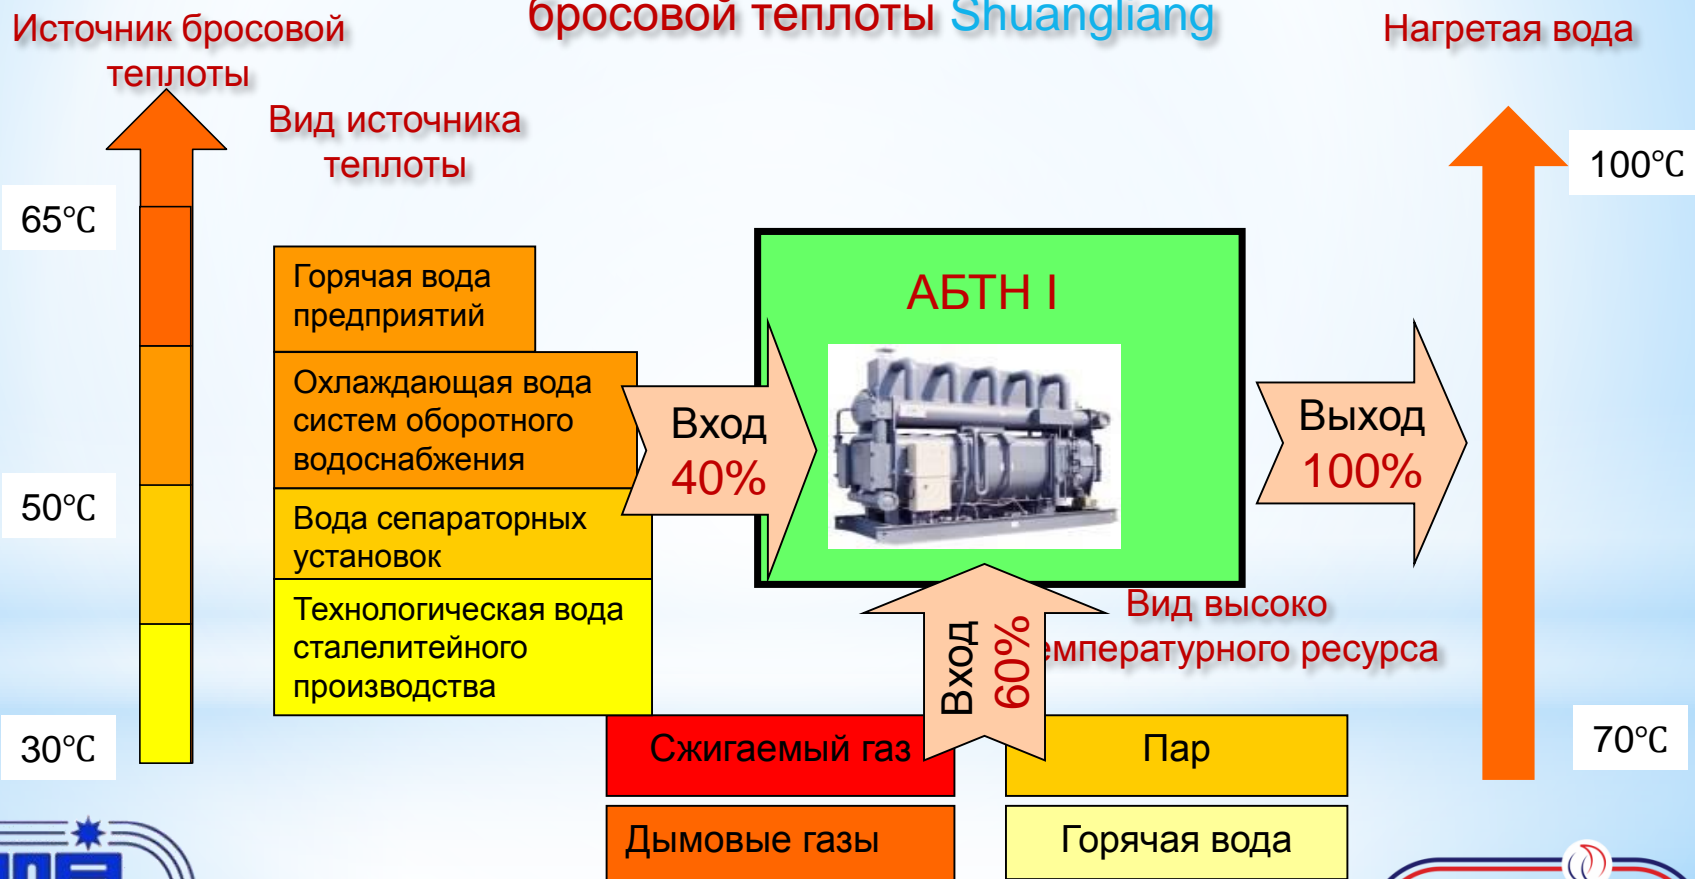 бросовой теплоты Shuangliang
Источник бросовой
теплоты
Нагретая вода
Вид источника
теплоты
65°C
50°C
30°C
100°C
70°C
Горячая вода
предприятий
Охлаждающая вода
систем оборотного
водоснабжения
Вода сепараторных
установок
Технологическая вода
сталелитейного
производства
Вход
40%
АБТН I
Выход
100%
Вход
60%
Вид высоко
емпературного ресурса
Сжигаемый газ
Пар
Дымовые газы
Горячая вода